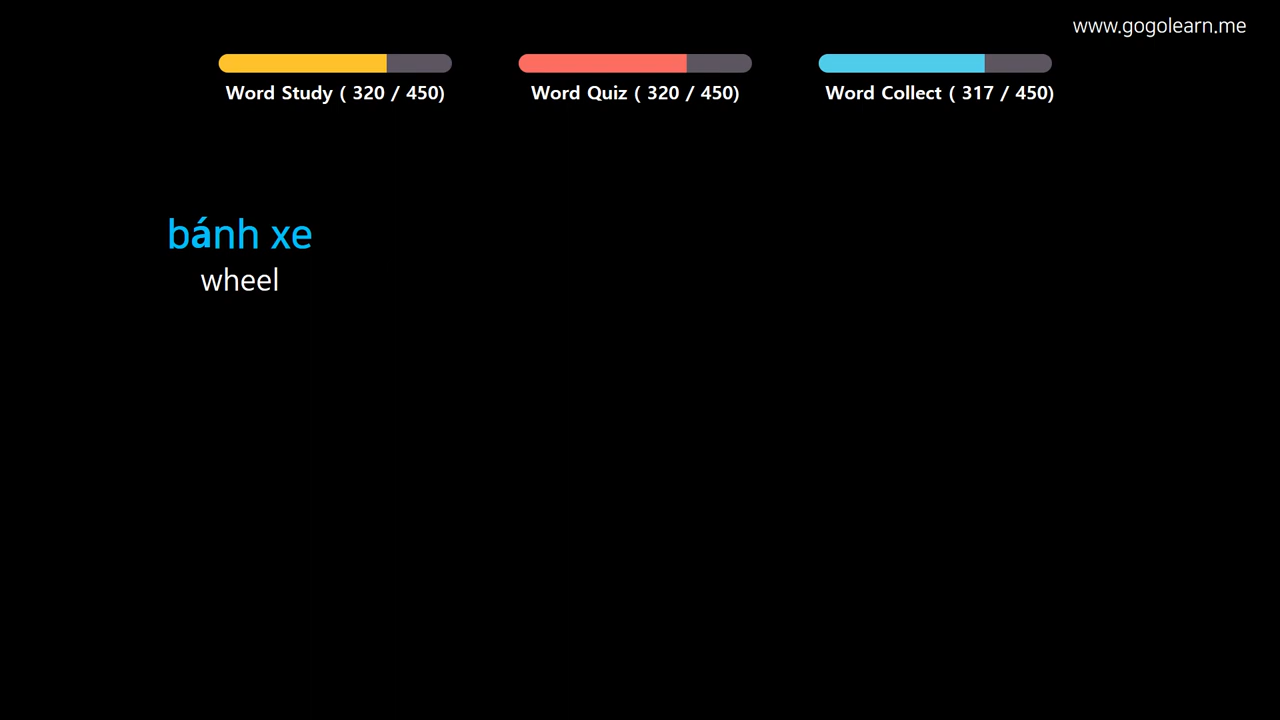 www.gogolearn.me
Word Study ( 320 / 450)
Word Quiz ( 320 / 450)
Word Collect ( 317 / 450)
bánh xe
wheel